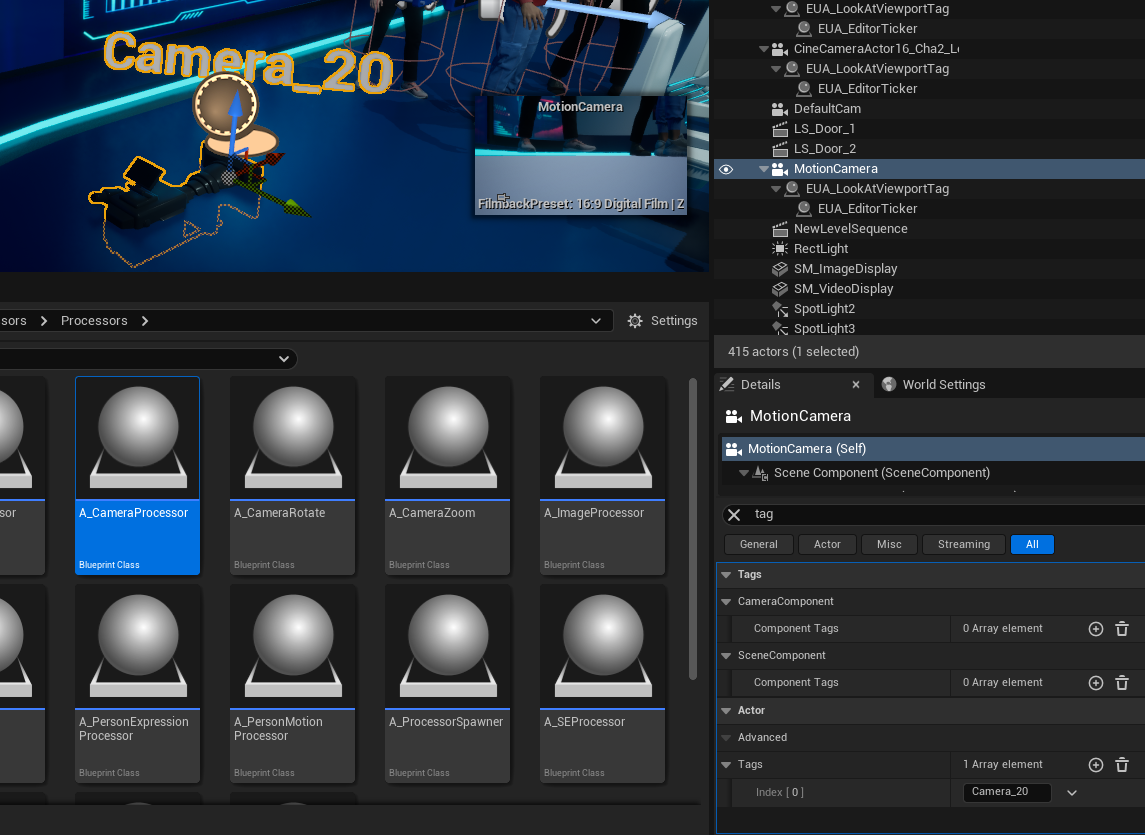 EUA_LookAtViewportTag
EUA_EditorTicker
CineCameraActor16_Cha2_L
EUA_LookAtViewportTag
EUA_EditorTicker
DefaultCam
LS_Door_1
LS_Door_2
MotionCamera
EUA_LookAtViewportTag
EUA_EditorTicker
NewLevelSequence
RectLight
SM_ImageDisplay
SM_VideoDisplay
SpotLight2
SpotLight3
415 actors (1 selected)
Camera_20
MotionCamera
FilmbackPreset: 16:9 Digital Film | Z
sors > Processors >
Settings
sor
A_CameraProcessor
Blueprint Class
A_CameraRotate
Blueprint Class
A_CameraZoom
Blueprint Class
A_ImageProcessor
Blueprint Class
A_PersonExpression
Processor
Blueprint Class
A_PersonMotion
Processor
Blueprint Class
A_ProcessorSpawner
Blueprint Class
A_SEProcessor
Blueprint Class
Details
World Settings
MotionCamera
MotionCamera (Self)
Scene Component (SceneComponent)
tag
General Actor Misc Streaming All
Tags
CameraComponent
Component Tags 0 Array element
SceneComponent
Component Tags 0 Array element
Actor
Advanced
Tags 1 Array element
Index [ 0 ] Camera_20